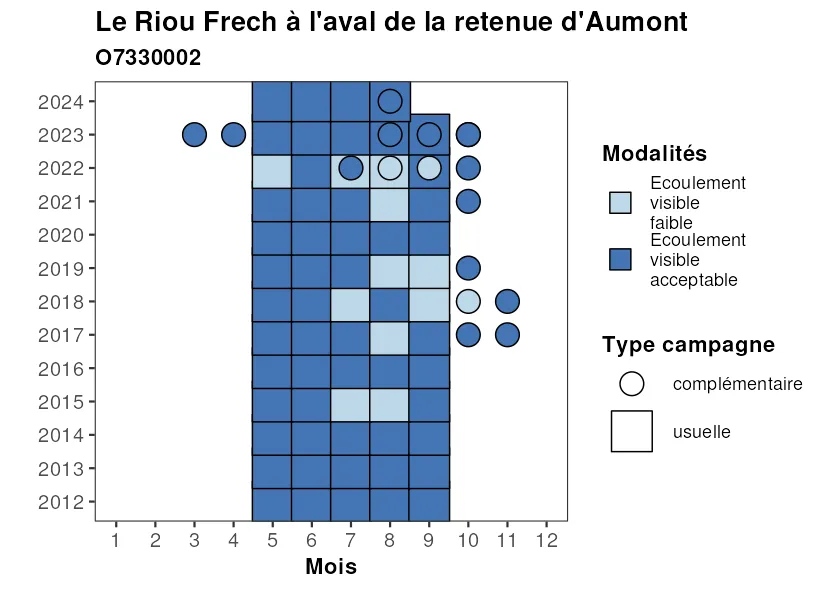 Le Riou Frech à l'aval de la retenue d'Aumont
O7330002
2024
2023
2022
2021
2020
2019
2018
2017
2016
2015
2014
2013
2012
1 2 3 4 5 6 7 8 9 10 11 12
Mois
Modalités
Ecoulement
visible
faible
Ecoulement
visible
acceptable
Type campagne
complémentaire
usuelle